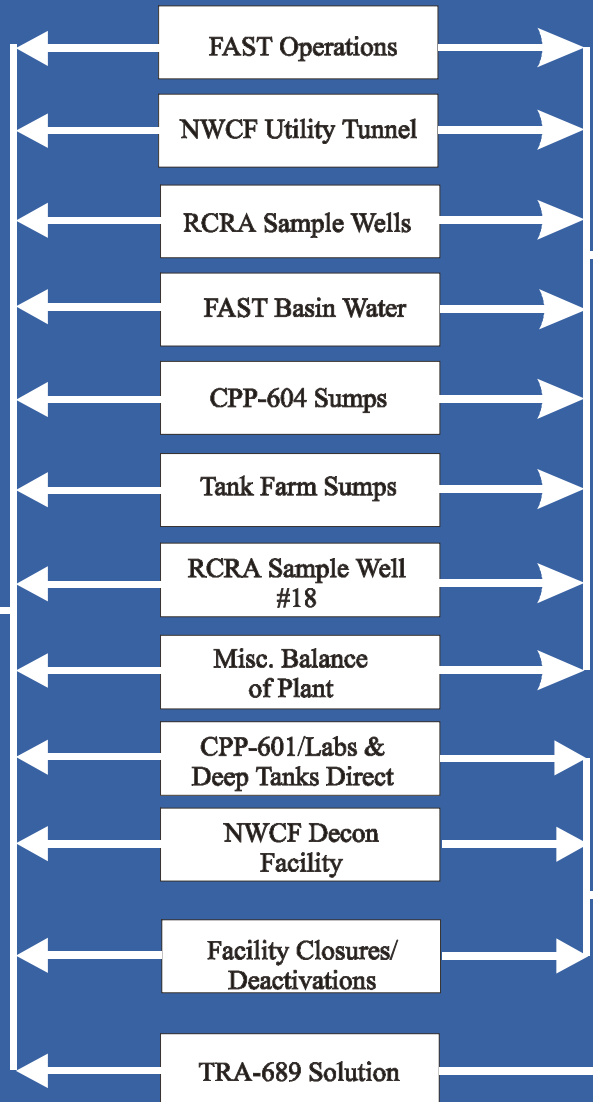 FAST Operations
NWCF Utility Tunnel
RCRA Sample Wells
FAST Basin Water
CPP-604 Sumps
Tank Farm Sumps
RCRA Sample Well
#18
Misc. Balance
of Plant
CPP-601/Labs &
Deep Tanks Direct
NWCF Decon
Facility
Facility Closures/
Deactivations
TRA-689 Solution